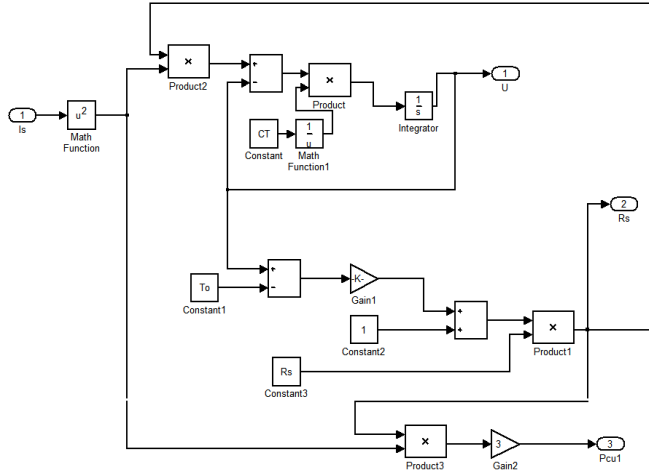 ×
Product2
+
−
×
Product
1
s
Integrator
1
U
1
Is
u²
Math
Function
CT
Constant
1
u
Math
Function1
2
Rs
To
Constant1
+
−
-K-
Gain1
1
Constant2
+
+
×
Product1
Rs
Constant3
×
Product3
3
Gain2
3
Pcu1